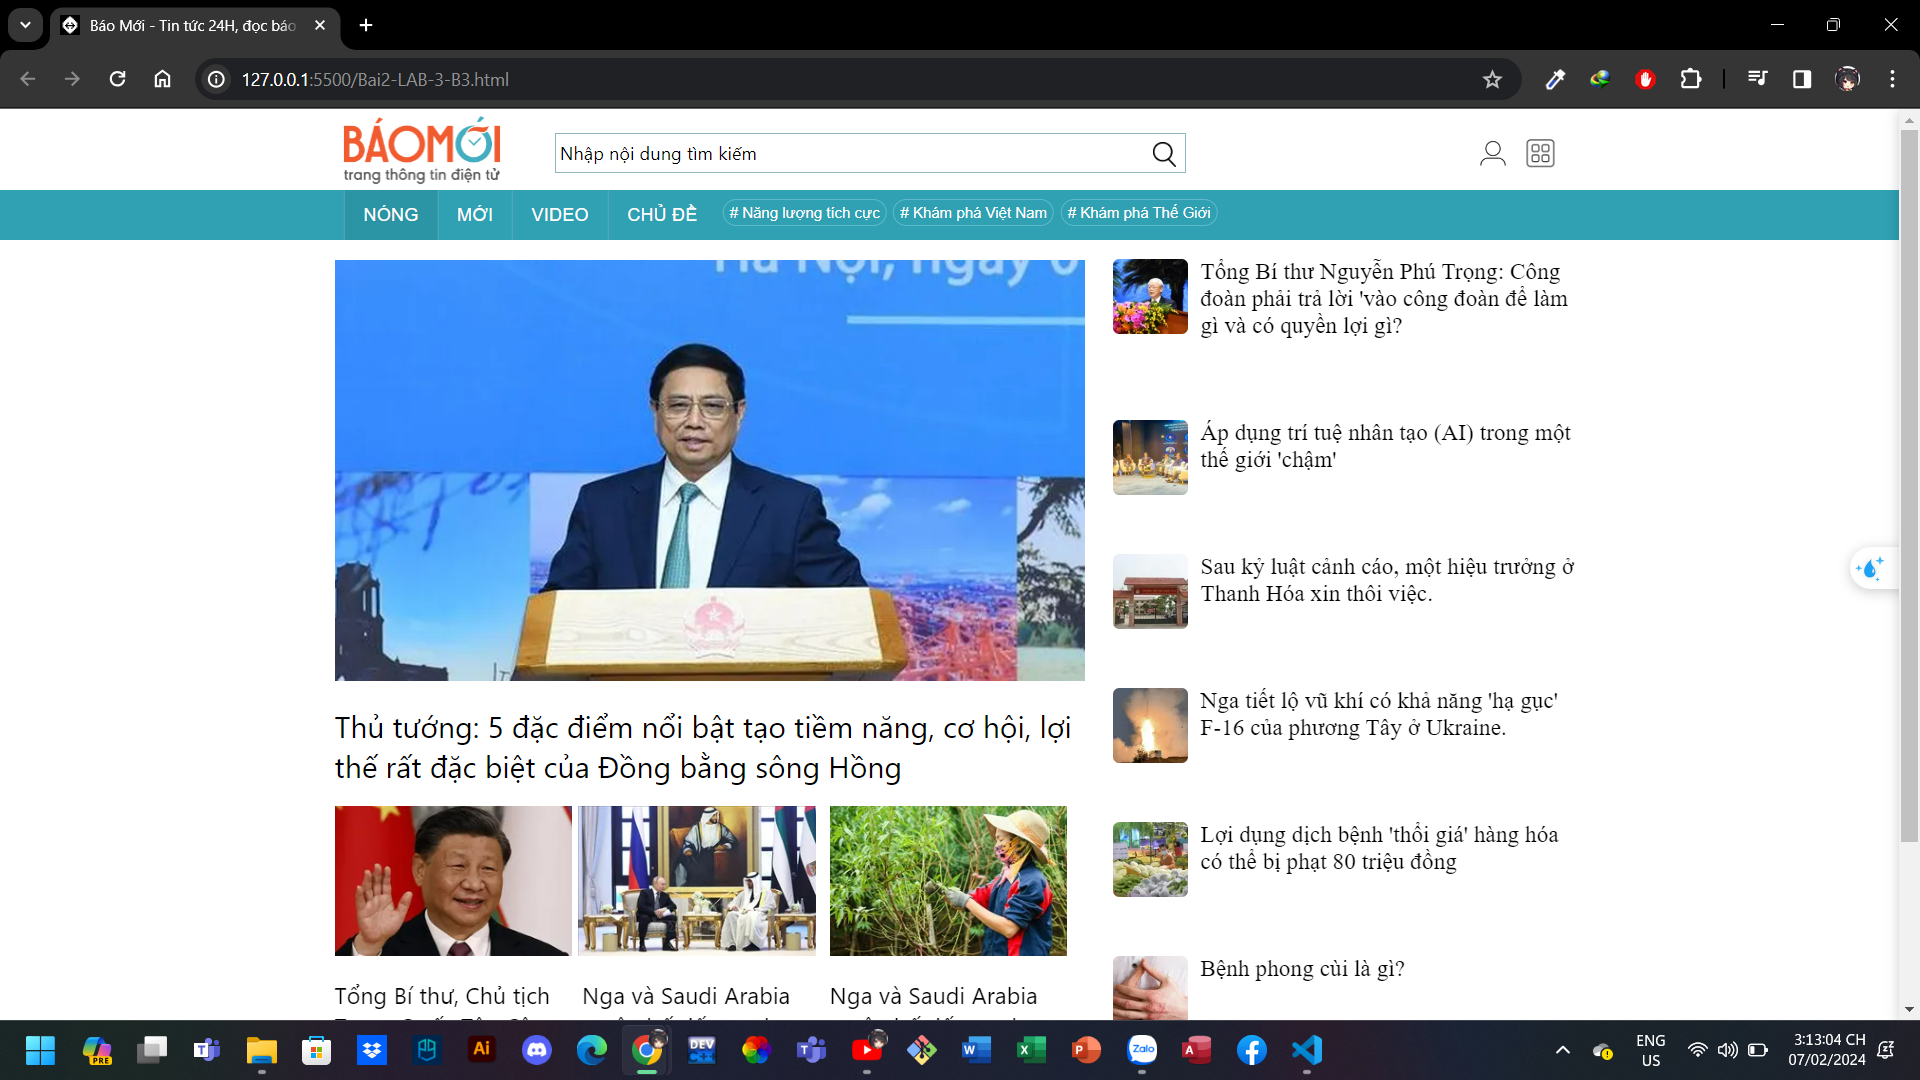 Báo Mới - Tin tức 24H, đọc báo
127.0.0.1:5500/Bai2-LAB-3-B3.html
BÁOMỚI
trang thông tin điện tử
Nhập nội dung tìm kiếm
NÓNG
MỚI
VIDEO
CHỦ ĐỀ
# Năng lượng tích cực
# Khám phá Việt Nam
# Khám phá Thế Giới
Hà Nội, ngày
Thủ tướng: 5 đặc điểm nổi bật tạo tiềm năng, cơ hội, lợi
thế rất đặc biệt của Đồng bằng sông Hồng
Tổng Bí thư, Chủ tịch
Nga và Saudi Arabia
Nga và Saudi Arabia
Tổng Bí thư Nguyễn Phú Trọng: Công
đoàn phải trả lời 'vào công đoàn để làm
gì và có quyền lợi gì?
Áp dụng trí tuệ nhân tạo (AI) trong một
thế giới 'chậm'
Sau kỷ luật cảnh cáo, một hiệu trưởng ở
Thanh Hóa xin thôi việc.
Nga tiết lộ vũ khí có khả năng 'hạ gục'
F-16 của phương Tây ở Ukraine.
Lợi dụng dịch bệnh 'thổi giá' hàng hóa
có thể bị phạt 80 triệu đồng
Bệnh phong cùi là gì?
PRE
Ai
DEV
C++
Zalo
ENG
US
3:13:04 CH
07/02/2024